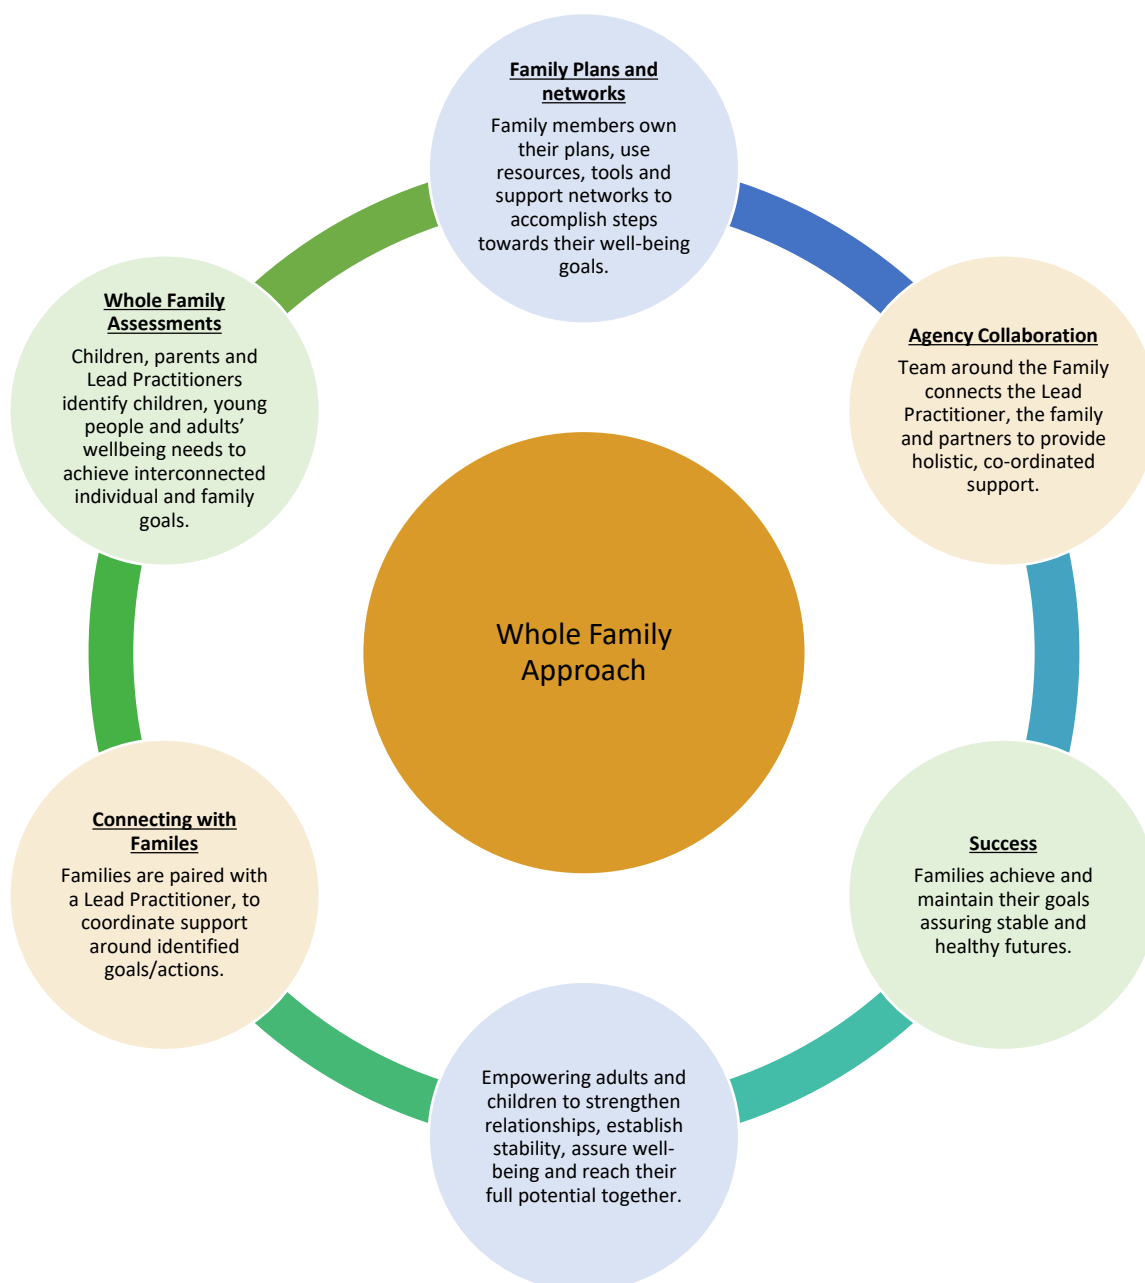 Family Plans and
networks
Family members own
their plans, use
resources, tools and
support networks to
accomplish steps
towards their well-being
goals.
Agency Collaboration
Team around the Family
connects the Lead
Practitioner, the family
and partners to provide
holistic, co-ordinated
support.
Success
Families achieve and
maintain their goals
assuring stable and
healthy futures.
Empowering adults and
children to strengthen
relationships, establish
stability, assure well-
being and reach their
full potential together.
Connecting with
Familes
Families are paired with
a Lead Practitioner, to
coordinate support
around identified
goals/actions.
Whole Family
Assessments
Children, parents and
Lead Practitioners
identify children, young
people and adults’
wellbeing needs to
achieve interconnected
individual and family
goals.
Whole Family
Approach